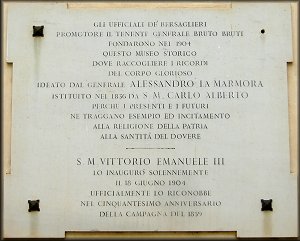 GLI UFFICIALI DE' BERSAGLIERI
PROMOTORE IL TENENTE GENERALE BRUTO BRUTI
FONDARONO NEL 1904
QUESTO MUSEO STORICO
DOVE RACCOGLIERE I RICORDI
DEL CORPO GLORIOSO
IDEATO DAL GENERALE ALESSANDRO LA MARMORA
ISTITUITO NEL 1836 DA S. M. CARLO ALBERTO
PERCHÈ I PRESENTI E I FUTURI
NE TRAGGANO ESEMPIO ED INCITAMENTO
ALLA RELIGIONE DELLA PATRIA
ALLA SANTITÀ DEL DOVERE
S. M. VITTORIO EMANUELE III
LO INAUGURÒ SOLENNEMENTE
IL 18 GIUGNO 1904
UFFICIALMENTE LO RICONOBBE
NEL CINQUANTESIMO ANNIVERSARIO
DELLA CAMPAGNA DEL 1859